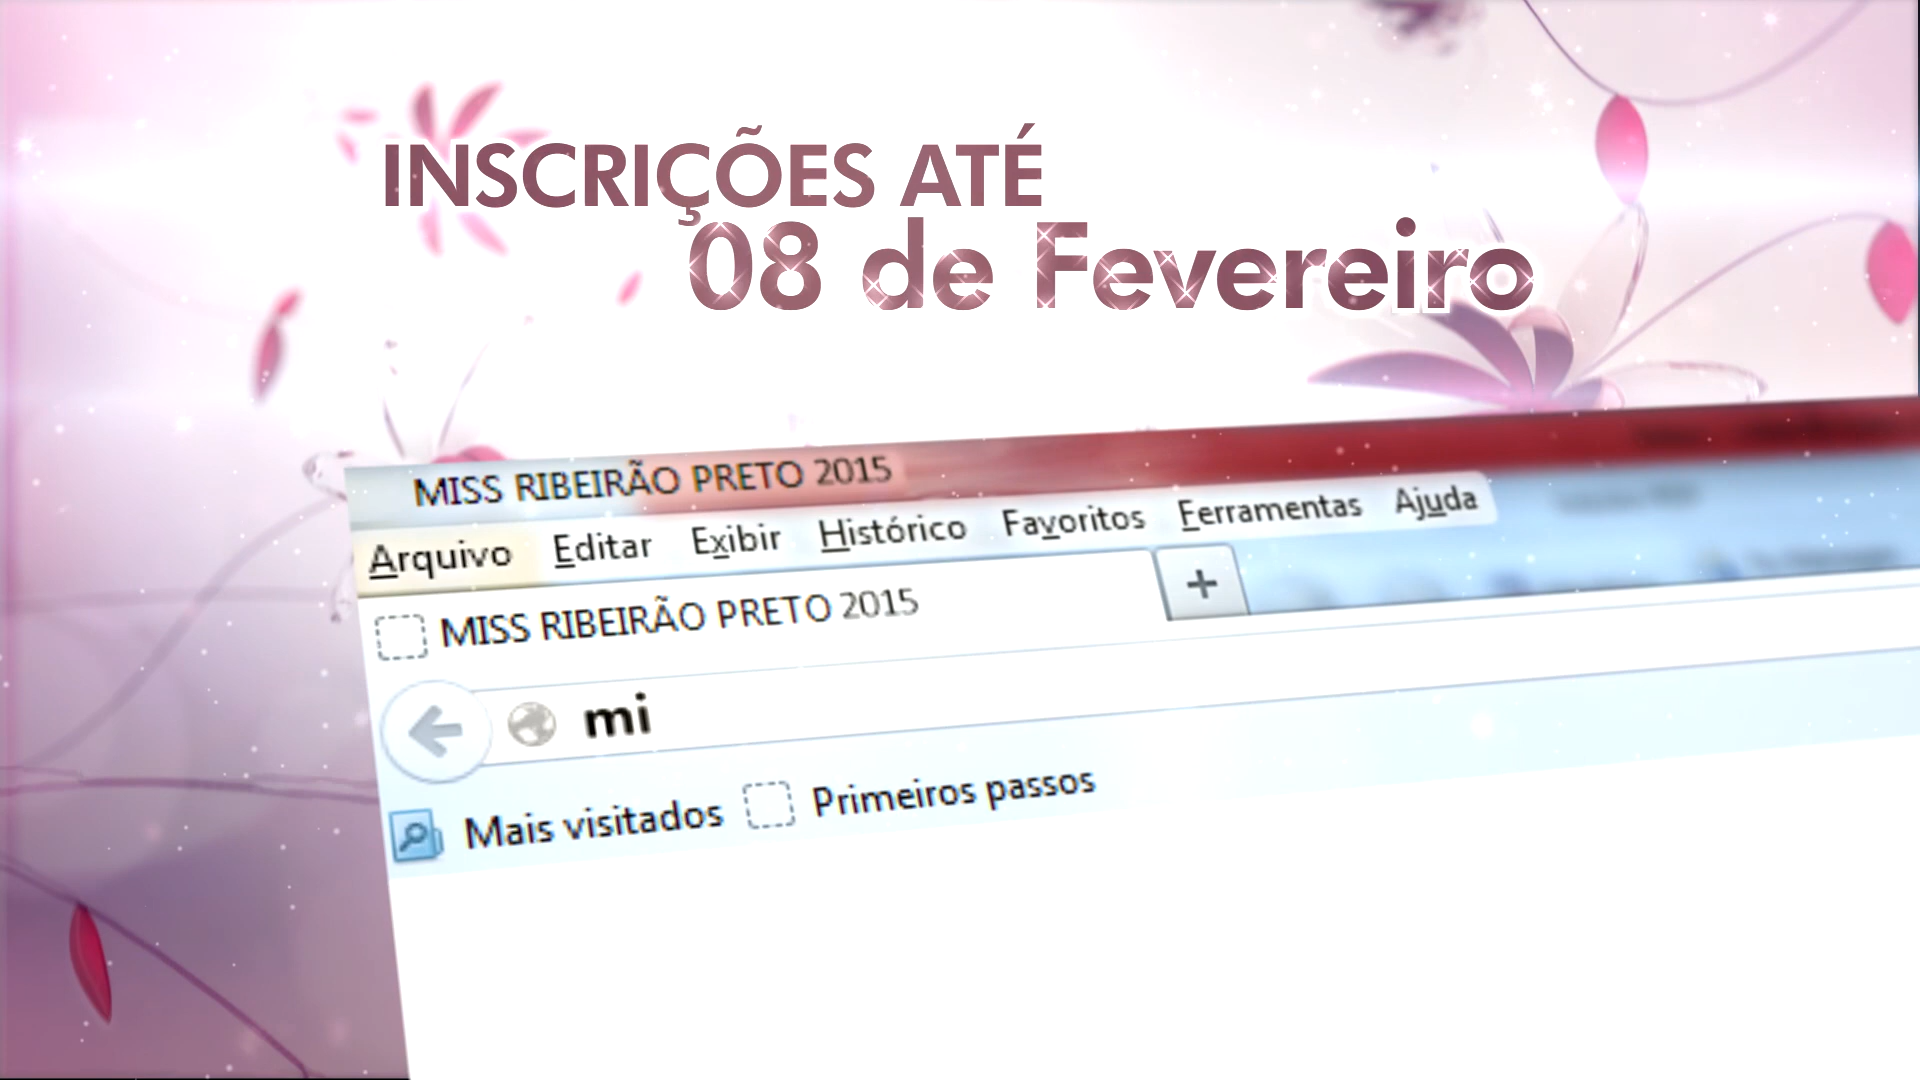 INSCRIÇÕES ATÉ
08 de Fevereiro
MISS RIBEIRÃO PRETO 2015
Arquivo Editar Exibir Histórico Favoritos Ferramentas Ajuda
MISS RIBEIRÃO PRETO 2015 +
mi
Mais visitados Primeiros passos